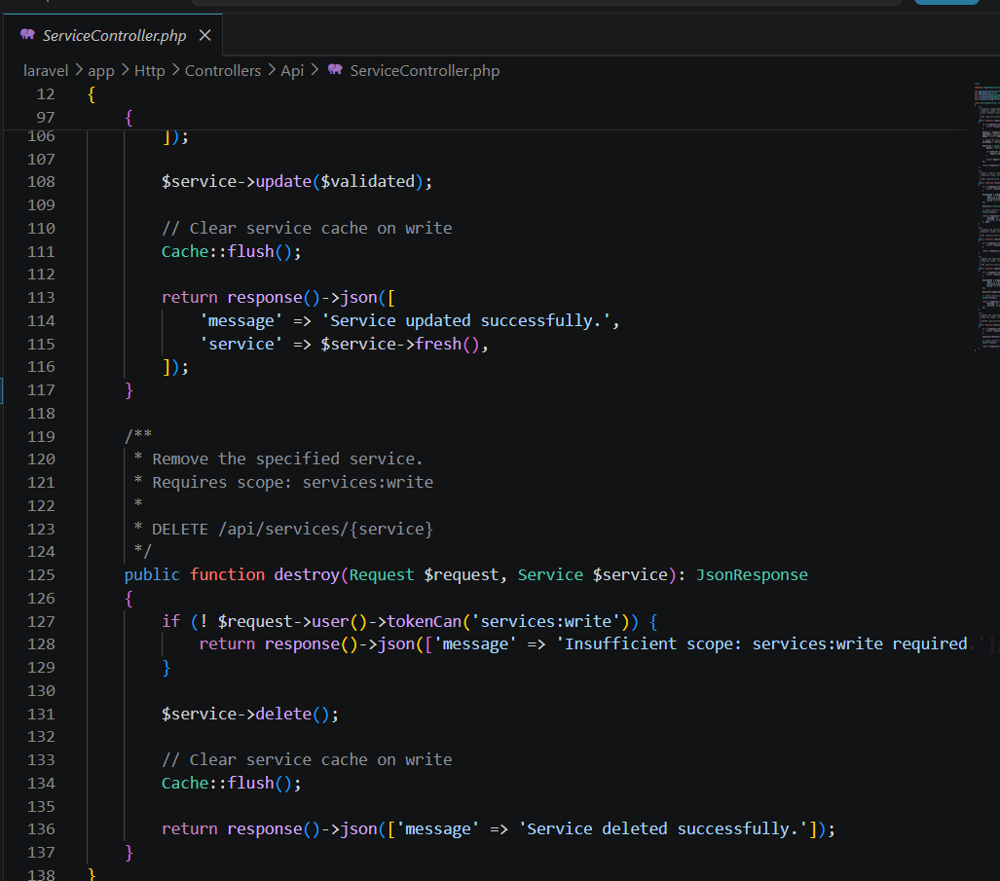 ServiceController.php
laravel > app > Http > Controllers > Api > ServiceController.php
12 {
97 {
106 ]);
107
108 $service->update($validated);
109
110 // Clear service cache on write
111 Cache::flush();
112
113 return response()->json([
114 'message' => 'Service updated successfully.',
115 'service' => $service->fresh(),
116 ]);
117 }
118
119 /**
120 * Remove the specified service.
121 * Requires scope: services:write
122 *
123 * DELETE /api/services/{service}
124 */
125 public function destroy(Request $request, Service $service): JsonResponse
126 {
127 if (! $request->user()->tokenCan('services:write')) {
128 return response()->json(['message' => 'Insufficient scope: services:write required.']
129 }
130
131 $service->delete();
132
133 // Clear service cache on write
134 Cache::flush();
135
136 return response()->json(['message' => 'Service deleted successfully.']);
137 }
138 }